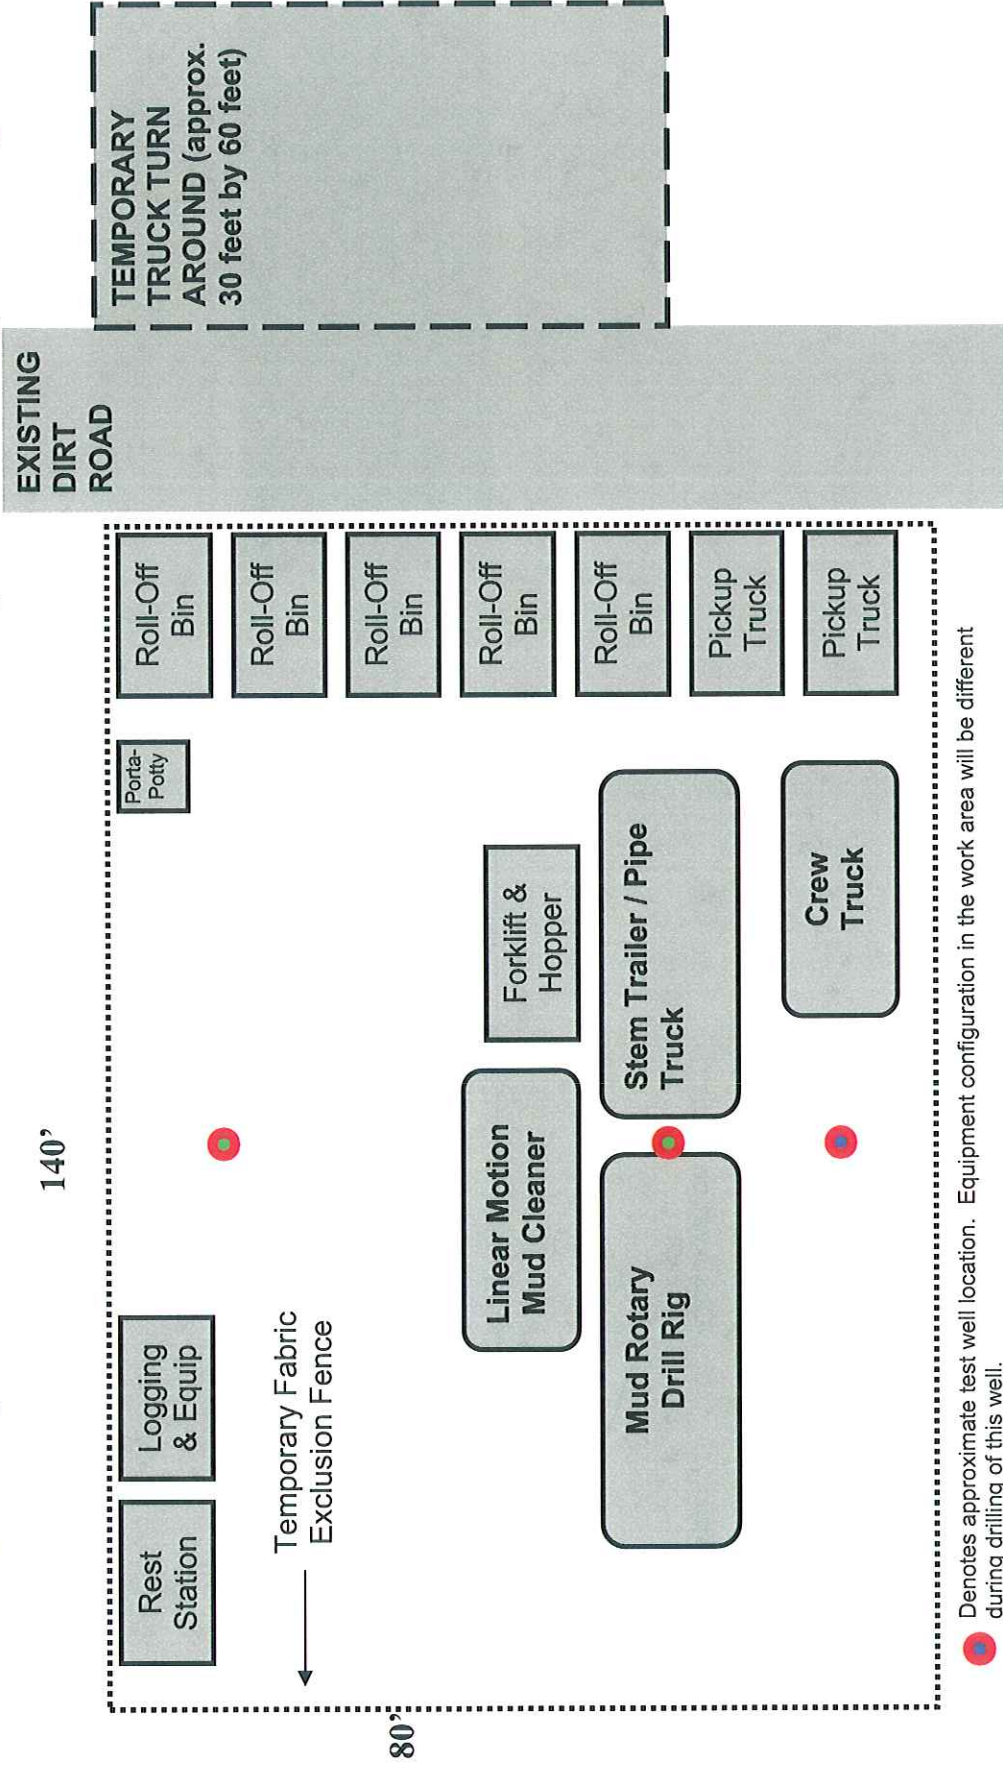 140’
EXISTING
DIRT
ROAD
TEMPORARY
TRUCK TURN
AROUND (approx.
30 feet by 60 feet)
Rest
Station
Logging
& Equip
Porta-
Potty
Roll-Off
Bin
Roll-Off
Bin
Roll-Off
Bin
Roll-Off
Bin
Roll-Off
Bin
Pickup
Truck
Pickup
Truck
Temporary Fabric
Exclusion Fence
80’
Linear Motion
Mud Cleaner
Forklift &
Hopper
Mud Rotary
Drill Rig
Stem Trailer / Pipe
Truck
Crew
Truck
Denotes approximate test well location. Equipment configuration in the work area will be different
during drilling of this well.